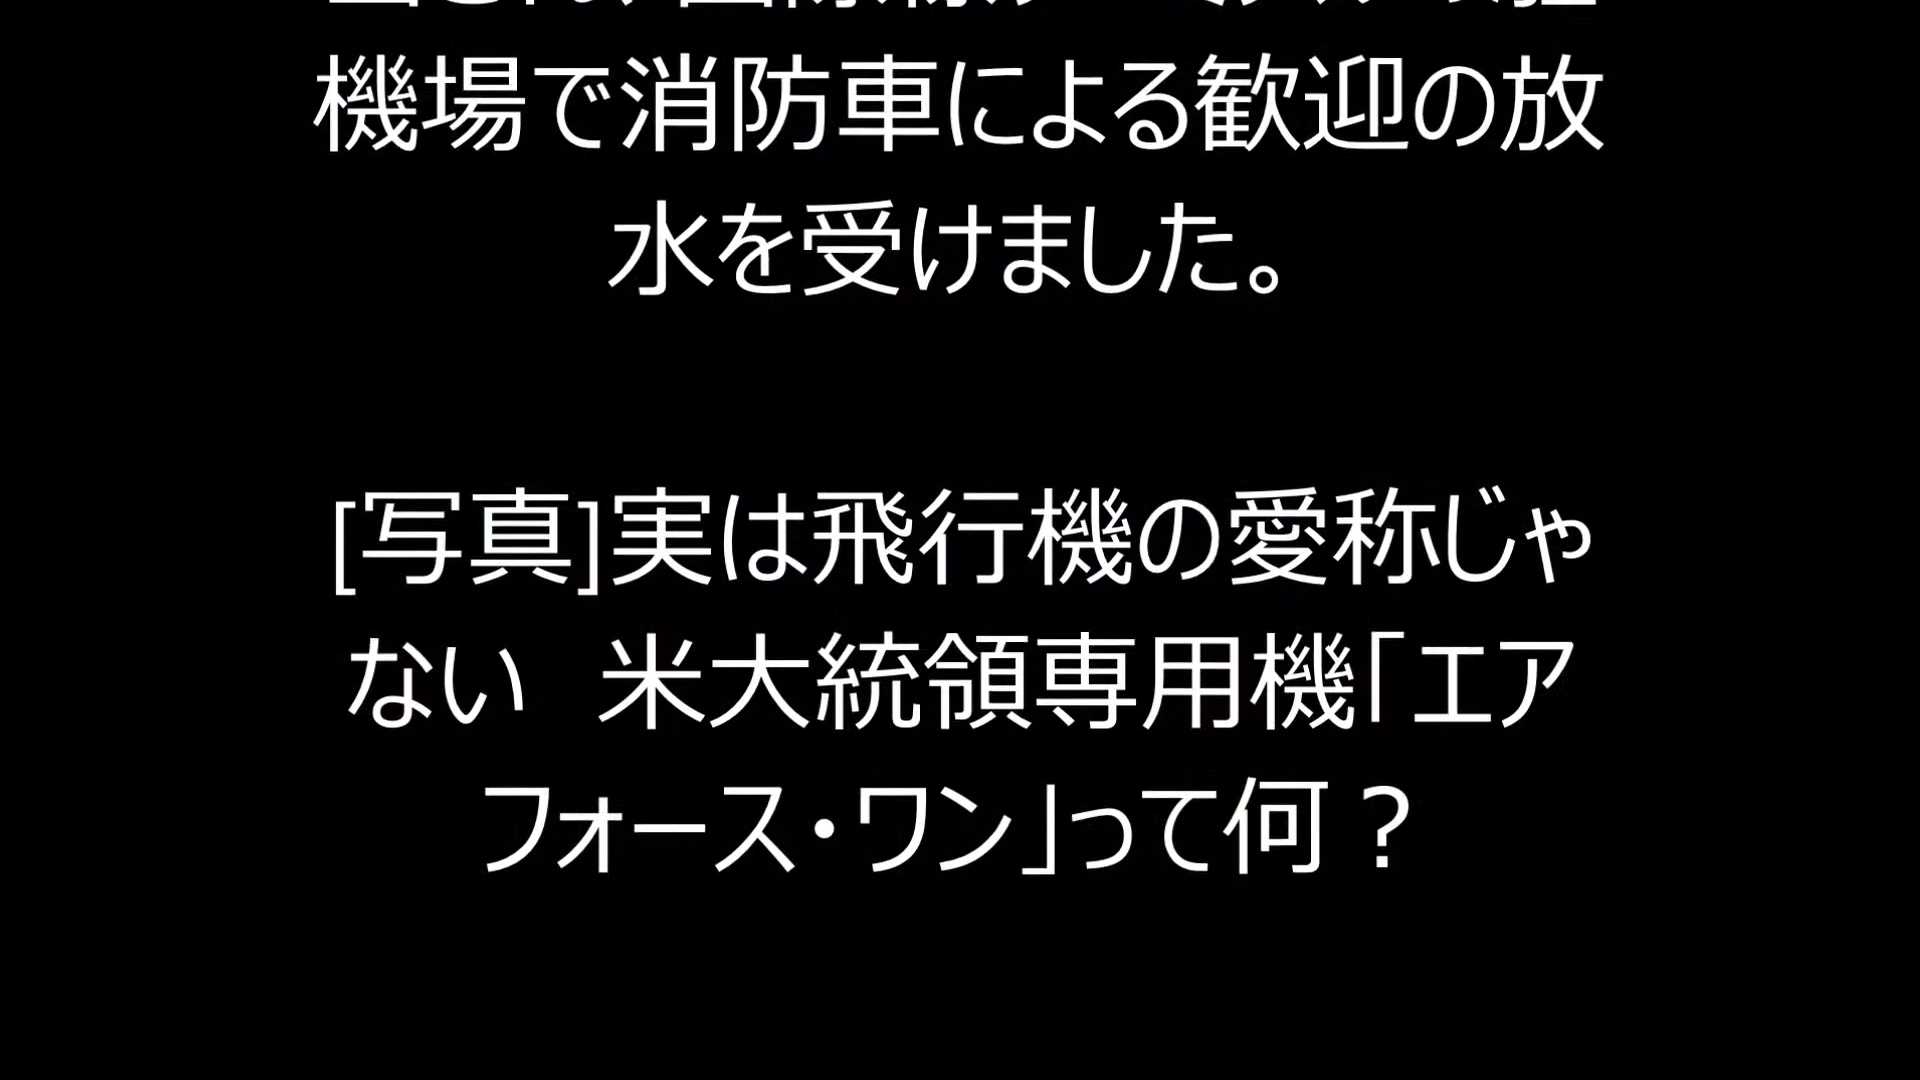 機場で消防車による歓迎の放
水を受けました。
[写真]実は飛行機の愛称じゃ
ない　米大統領専用機「エア
フォース・ワン」って何？